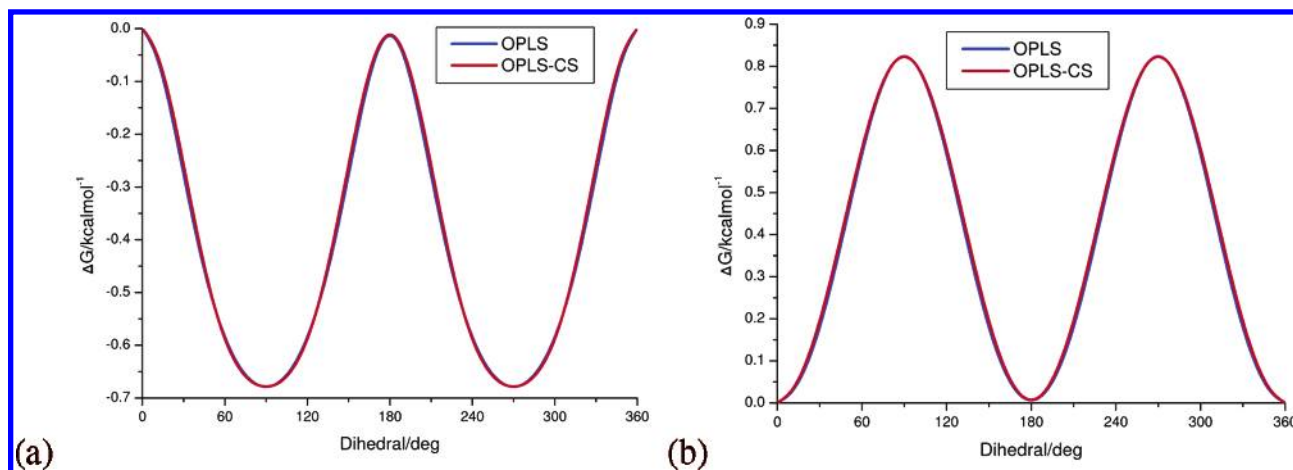 0.0
-0.1
-0.2
-0.3
-0.4
-0.5
-0.6
-0.7
ΔG/kcalmol⁻¹
OPLS
OPLS-CS
0 60 120 180 240 300 360
Dihedral/deg
(a)
0.9
0.8
0.7
0.6
0.5
0.4
0.3
0.2
0.1
0.0
ΔG/kcalmol⁻¹
OPLS
OPLS-CS
0 60 120 180 240 300 360
Dihedral/deg
(b)